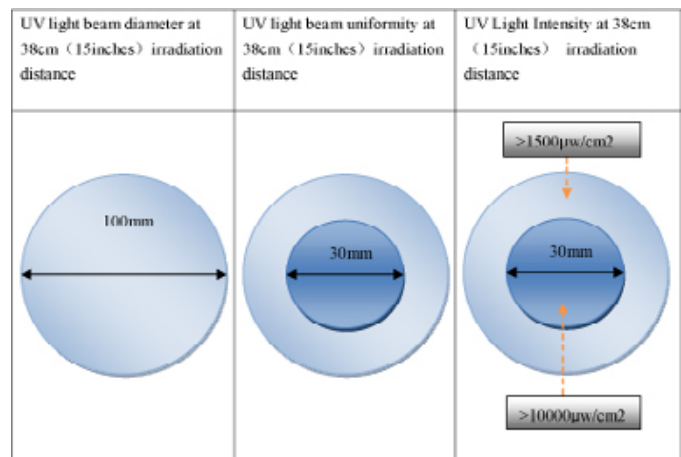 UV light beam diameter at
38cm（15inches）irradiation
distance
UV light beam uniformity at
38cm（15inches）irradiation
distance
UV Light Intensity at 38cm
（15inches） irradiation
distance
100mm
30mm
>1500μw/cm2
30mm
>10000μw/cm2